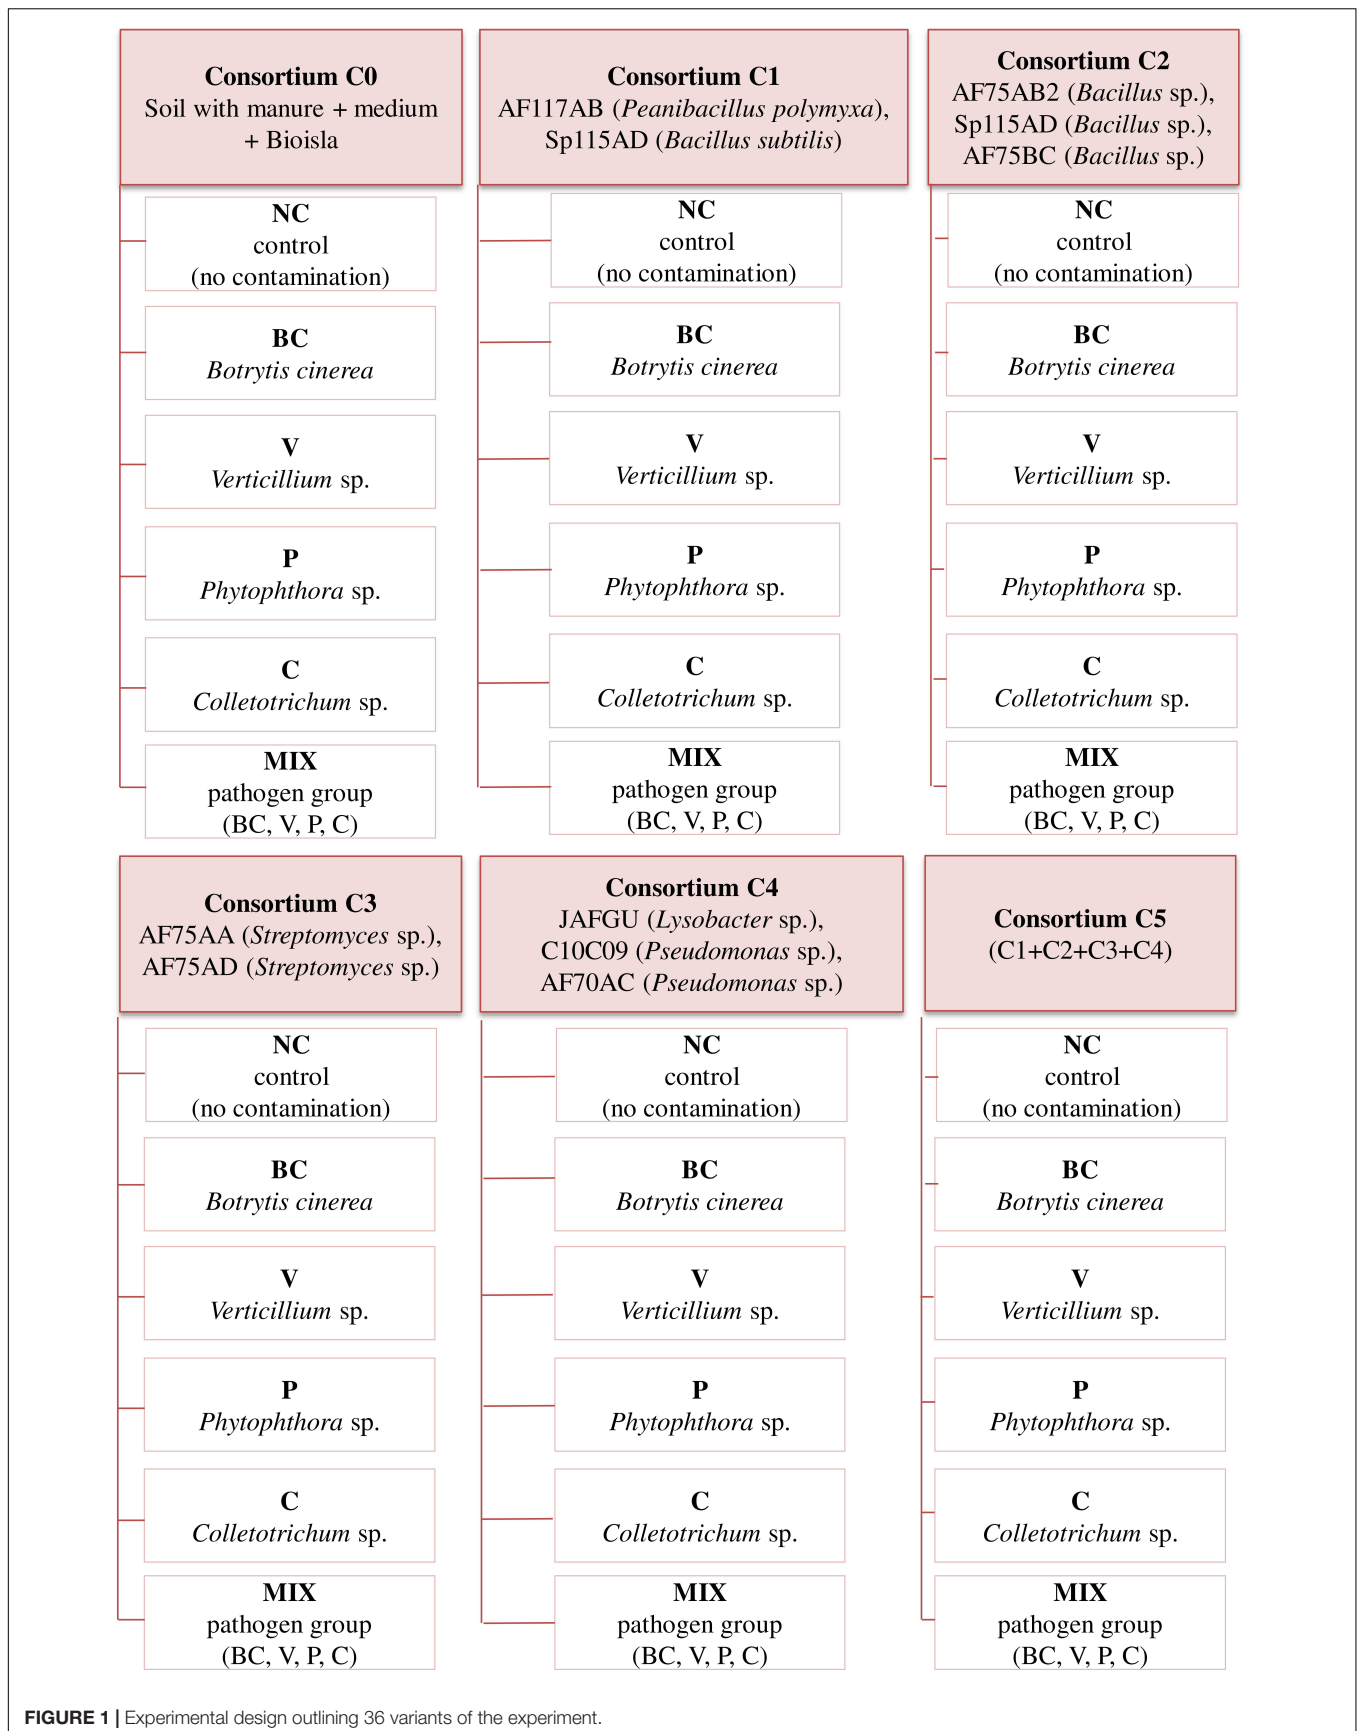 Consortium C0
Soil with manure + medium
+ Bioisla
NC
control
(no contamination)
BC
Botrytis cinerea
V
Verticillium sp.
P
Phytophthora sp.
C
Colletotrichum sp.
MIX
pathogen group
(BC, V, P, C)
Consortium C1
AF117AB (Peanibacillus polymyxa),
Sp115AD (Bacillus subtilis)
NC
control
(no contamination)
BC
Botrytis cinerea
V
Verticillium sp.
P
Phytophthora sp.
C
Colletotrichum sp.
MIX
pathogen group
(BC, V, P, C)
Consortium C2
AF75AB2 (Bacillus sp.),
Sp115AD (Bacillus sp.),
AF75BC (Bacillus sp.)
NC
control
(no contamination)
BC
Botrytis cinerea
V
Verticillium sp.
P
Phytophthora sp.
C
Colletotrichum sp.
MIX
pathogen group
(BC, V, P, C)
Consortium C3
AF75AA (Streptomyces sp.),
AF75AD (Streptomyces sp.)
NC
control
(no contamination)
BC
Botrytis cinerea
V
Verticillium sp.
P
Phytophthora sp.
C
Colletotrichum sp.
MIX
pathogen group
(BC, V, P, C)
Consortium C4
JAFGU (Lysobacter sp.),
C10C09 (Pseudomonas sp.),
AF70AC (Pseudomonas sp.)
NC
control
(no contamination)
BC
Botrytis cinerea
V
Verticillium sp.
P
Phytophthora sp.
C
Colletotrichum sp.
MIX
pathogen group
(BC, V, P, C)
Consortium C5
(C1+C2+C3+C4)
NC
control
(no contamination)
BC
Botrytis cinerea
V
Verticillium sp.
P
Phytophthora sp.
C
Colletotrichum sp.
MIX
pathogen group
(BC, V, P, C)
FIGURE 1 | Experimental design outlining 36 variants of the experiment.